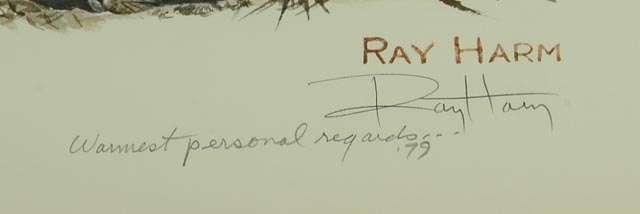 RAY HARM
Ray Harm
Warmest personal regards...
'79